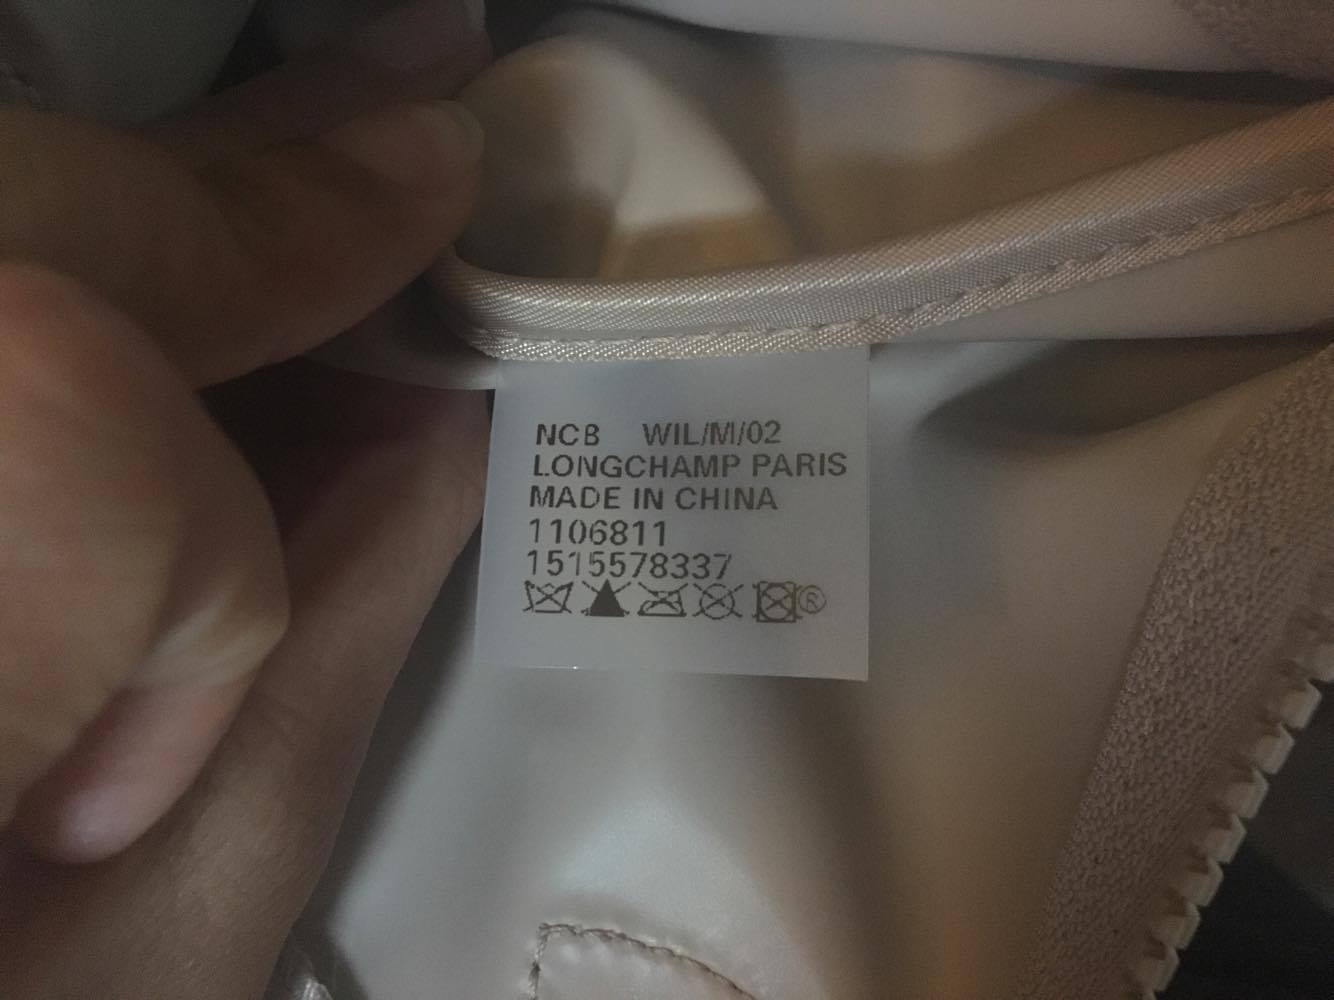 NCB WIL/M/02
LONGCHAMP PARIS
MADE IN CHINA
1106811
1515578337
®